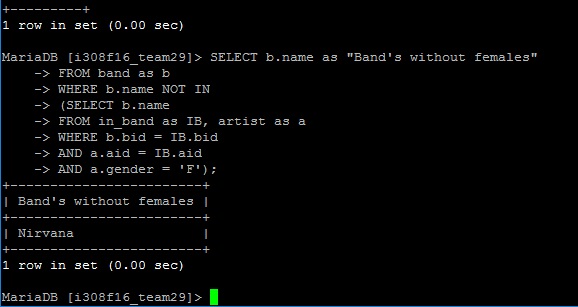 +---------+
1 row in set (0.00 sec)
MariaDB [i308f16_team29]> SELECT b.name as "Band's without females"
    -> FROM band as b
    -> WHERE b.name NOT IN
    -> (SELECT b.name
    -> FROM in_band as IB, artist as a
    -> WHERE b.bid = IB.bid
    -> AND a.aid = IB.aid
    -> AND a.gender = 'F');
+------------------------+
| Band's without females |
+------------------------+
| Nirvana                |
+------------------------+
1 row in set (0.00 sec)
MariaDB [i308f16_team29]>